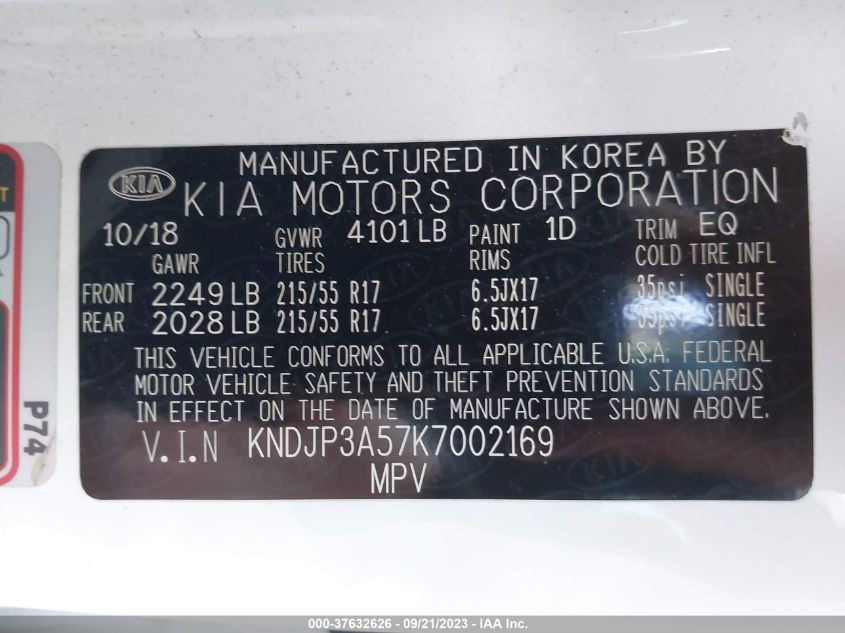 MANUFACTURED IN KOREA BY
KIA KIA MOTORS CORPORATION
10/18 GVWR 4101 LB PAINT 1D TRIM EQ
GAWR TIRES RIMS COLD TIRE INFL
FRONT 2249 LB 215/55 R17 6.5JX17 35psi SINGLE
REAR 2028 LB 215/55 R17 6.5JX17 SINGLE
THIS VEHICLE CONFORMS TO ALL APPLICABLE U.S.A. FEDERAL
MOTOR VEHICLE SAFETY AND THEFT PREVENTION STANDARDS
IN EFFECT ON THE DATE OF MANUFACTURE SHOWN ABOVE.
V.I.N KNDJP3A57K7002169
MPV
P74
000-37632626 - 09/21/2023 - IAA Inc.